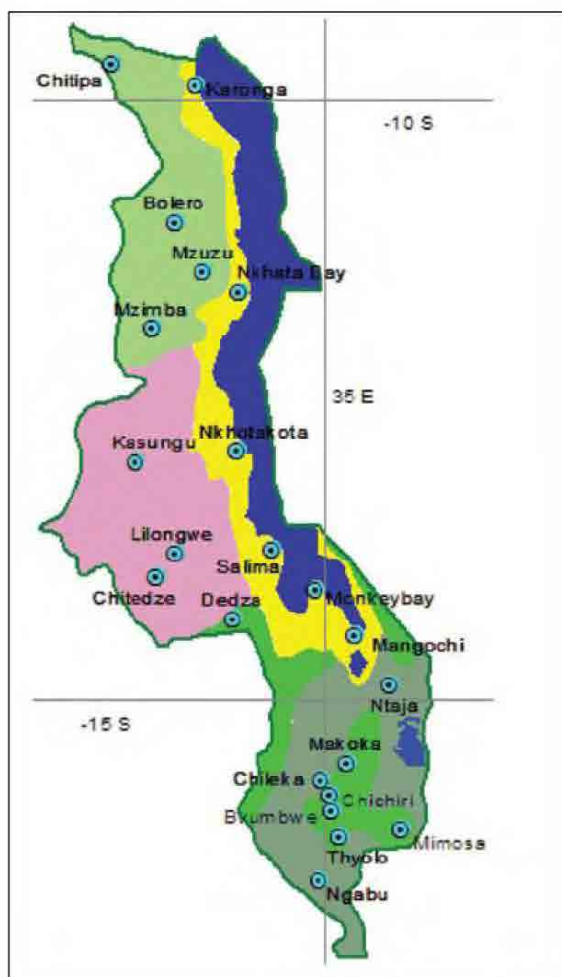 Chitipa
Karonga
-10 S
Bolero
Mzuzu
Nkhata Bay
Mzimba
35 E
Nkhotakota
Kasungu
Lilongwe
Salima
Chitedze
Dedza
Monkeybay
Mangochi
Ntaja
-15 S
Makoka
Chileka
Chichiri
Bvumbwe
Mimosa
Thyolo
Ngabu